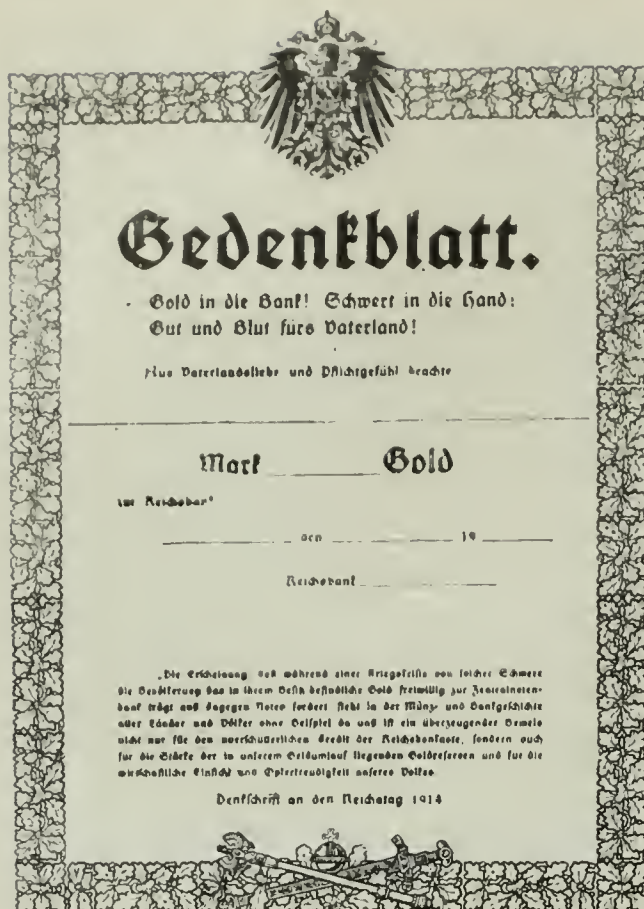 Gedenkblatt.
Gold in die Bank! Schwert in die Hand:
Gut und Blut fürs Vaterland!
Aus Vaterlandsliebe und Pflichtgefühl brachte
Mark Gold
zur Reichsbank
den 19
Reichsbank
„Die Erscheinung, daß während einer Kriegskrisis von solcher Schwere
die Bevölkerung das in ihrem Besitz befindliche Gold freiwillig zur Zentralnoten-
bank trägt und dagegen Noten fordert steht in der Münz- und Bankgeschichte
aller Länder und Völker ohne Beispiel da und ist ein überzeugender Beweis
nicht nur für den unerschütterlichen Kredit der Reichsbanknote, sondern auch
für die Stärke der in unserem Geldumlauf liegenden Goldreserven und für die
wirtschaftliche Einsicht und Opferfreudigkeit unseres Volkes.
Denkschrift an den Reichstag 1914